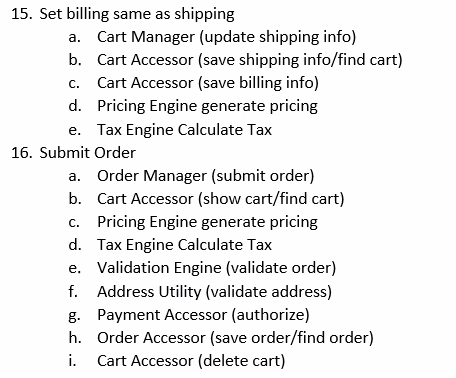 15. Set billing same as shipping
a. Cart Manager (update shipping info)
b. Cart Accessor (save shipping info/find cart)
c. Cart Accessor (save billing info)
d. Pricing Engine generate pricing
e. Tax Engine Calculate Tax
16. Submit Order
a. Order Manager (submit order)
b. Cart Accessor (show cart/find cart)
c. Pricing Engine generate pricing
d. Tax Engine Calculate Tax
e. Validation Engine (validate order)
f. Address Utility (validate address)
g. Payment Accessor (authorize)
h. Order Accessor (save order/find order)
i. Cart Accessor (delete cart)